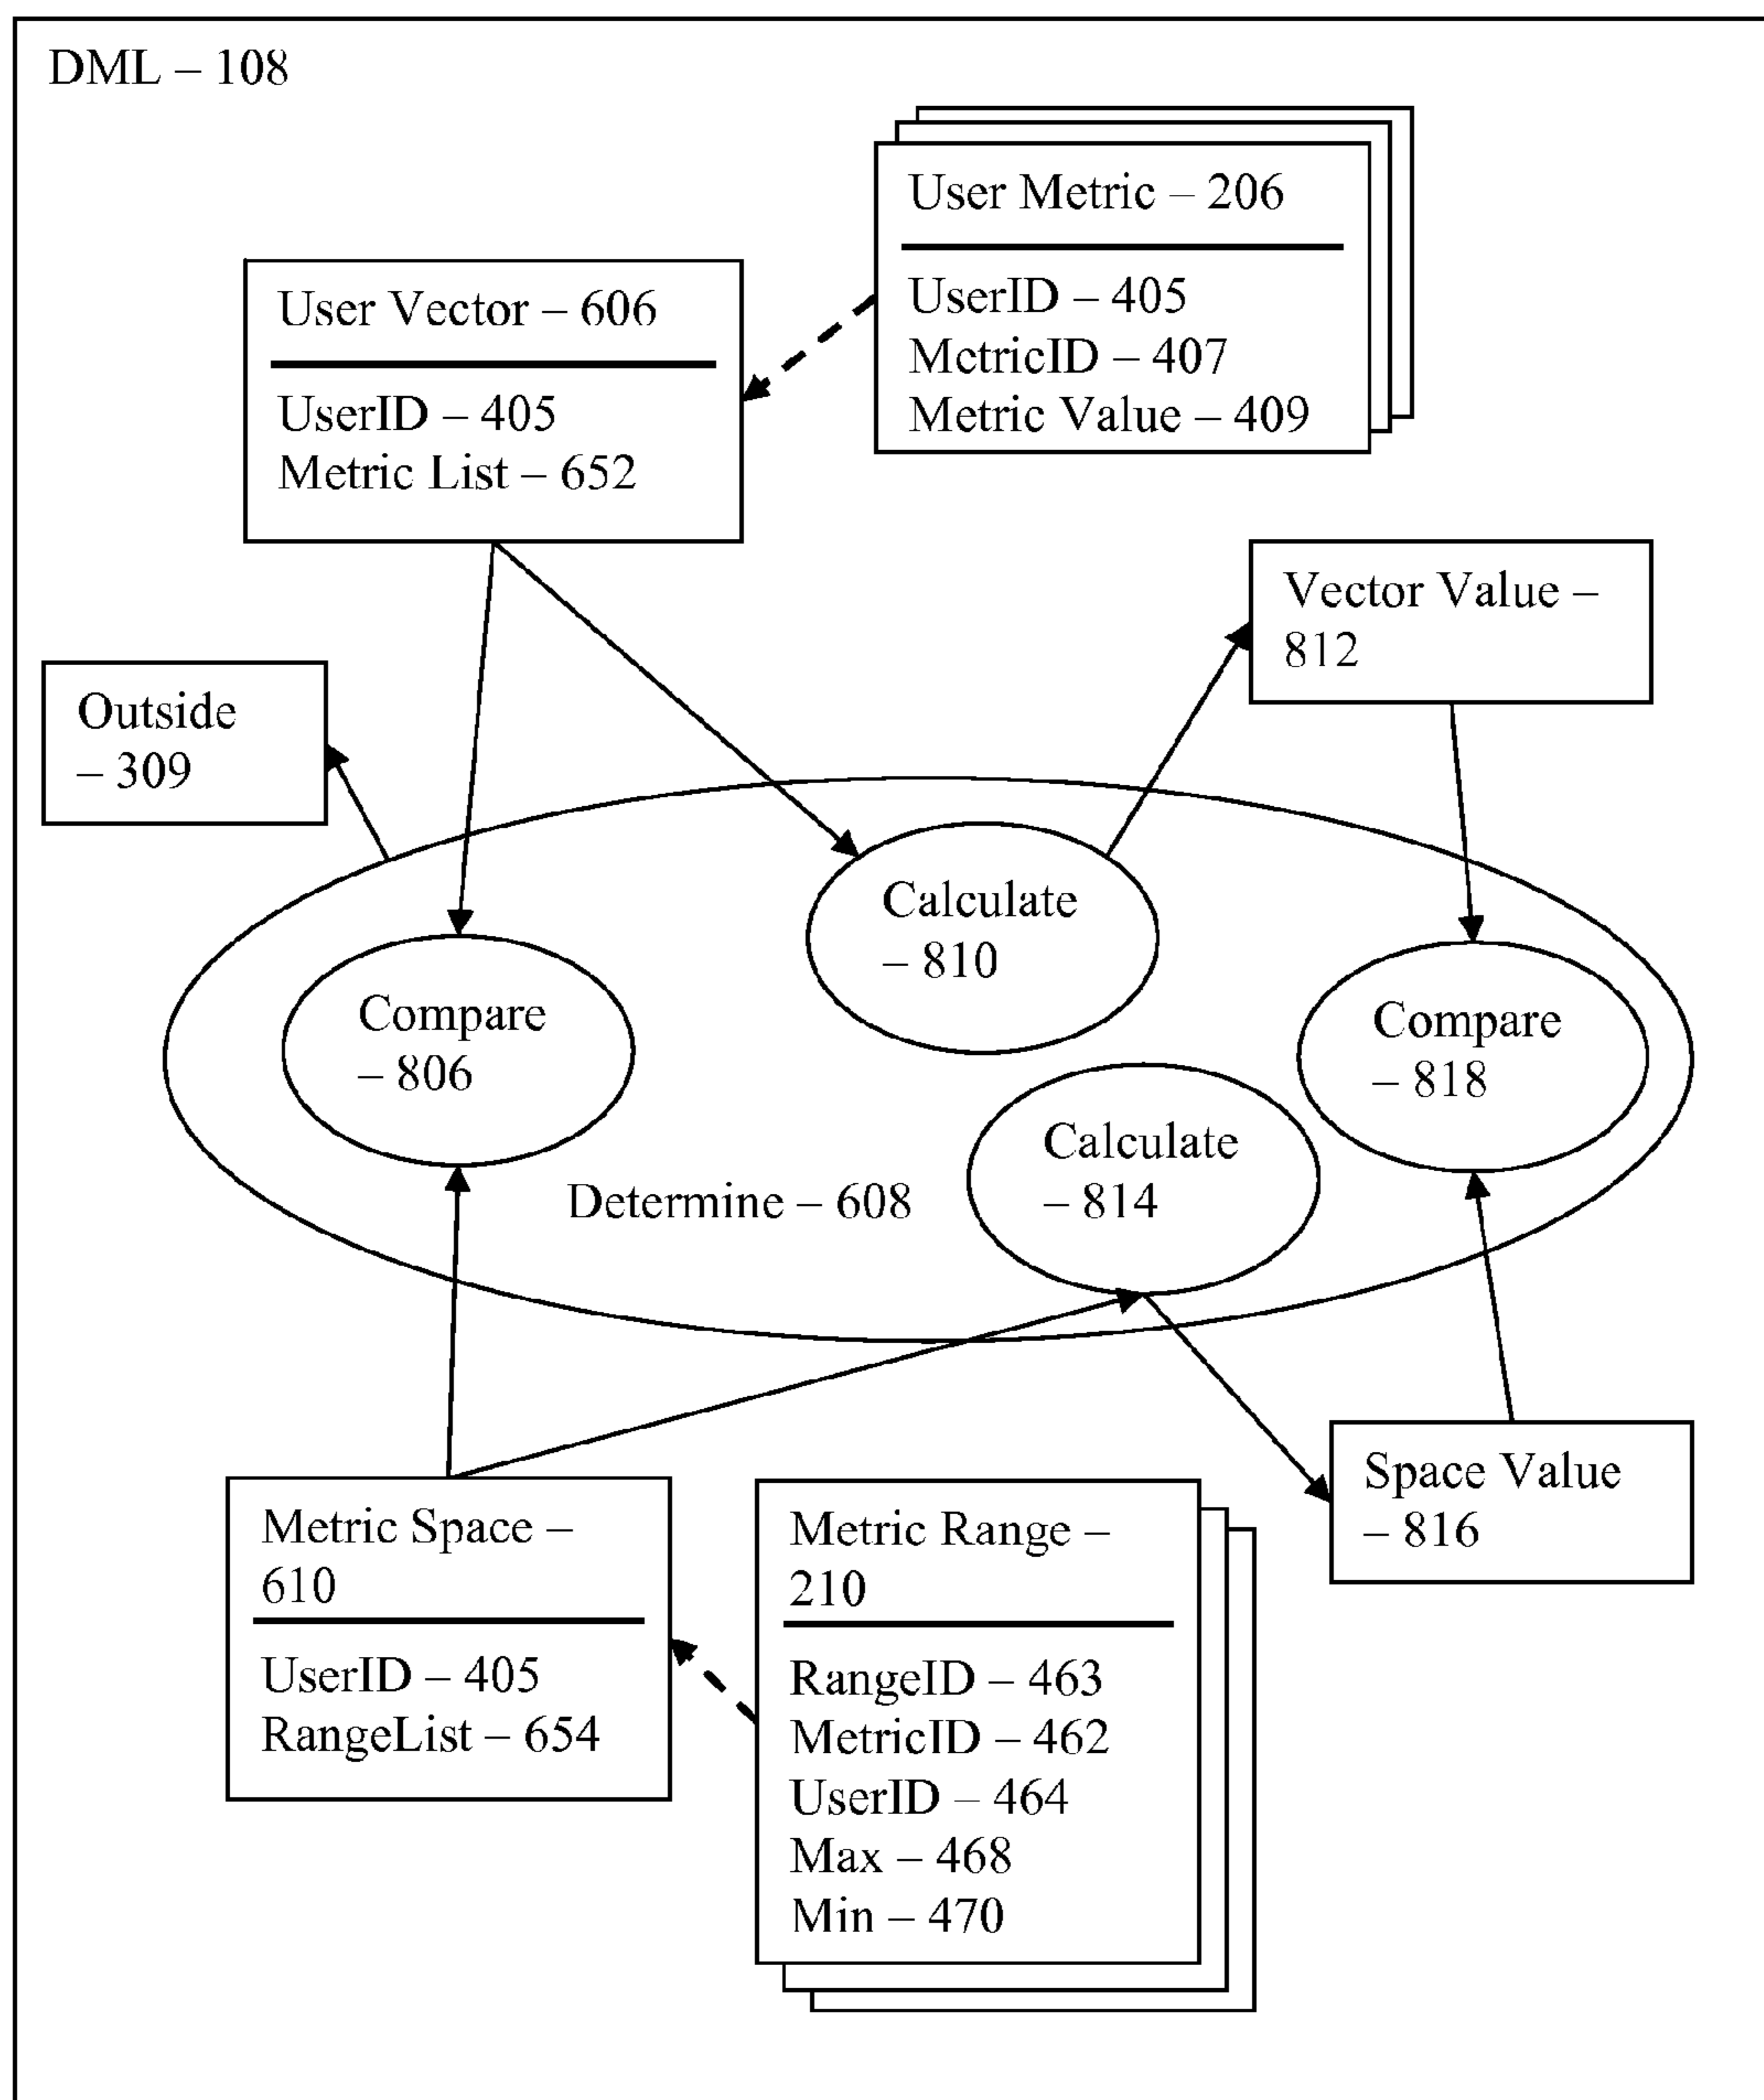 DML – 108
User Metric – 206
UserID – 405
MetricID – 407
Metric Value – 409
User Vector – 606
UserID – 405
Metric List – 652
Vector Value –
812
Outside
– 309
Calculate
– 810
Compare
– 806
Compare
– 818
Calculate
– 814
Determine – 608
Space Value
– 816
Metric Space –
610
UserID – 405
RangeList – 654
Metric Range –
210
RangeID – 463
MetricID – 462
UserID – 464
Max – 468
Min – 470